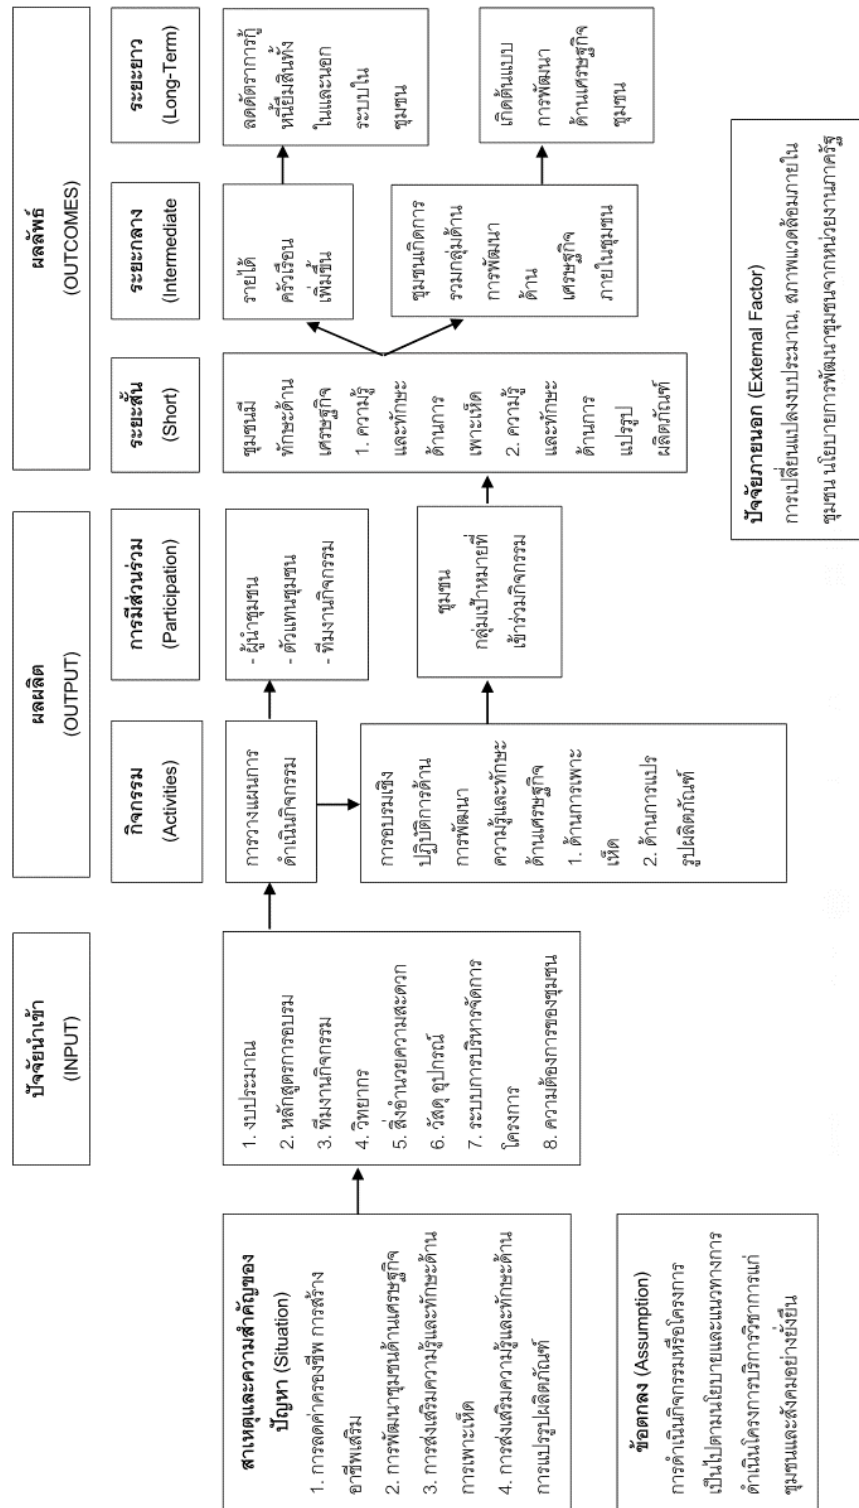 ปัจจัยนำเข้า
(INPUT)
ผลผลิต
(OUTPUT)
ผลลัพธ์
(OUTCOMES)
กิจกรรม
(Activities)
การมีส่วนร่วม
(Participation)
ระยะสั้น
(Short)
ระยะกลาง
(Intermediate
ระยะยาว
(Long-Term)
สาเหตุและความสำคัญของ
ปัญหา (Situation)
1. การลดค่าครองชีพ การสร้าง
อาชีพเสริม
2. การพัฒนาชุมชนด้านเศรษฐกิจ
3. การส่งเสริมความรู้และทักษะด้าน
การเพาะเห็ด
4. การส่งเสริมความรู้และทักษะด้าน
การแปรรูปผลิตภัณฑ์
1. งบประมาณ
2. หลักสูตรการอบรม
3. ทีมงานกิจกรรม
4. วิทยากร
5. สิ่งอำนวยความสะดวก
6. วัสดุ อุปกรณ์
7. ระบบการบริหารจัดการ
โครงการ
8. ความต้องการของชุมชน
การวางแผนการ
ดำเนินกิจกรรม
การอบรมเชิง
ปฏิบัติการด้าน
การพัฒนา
ความรู้และทักษะ
ด้านเศรษฐกิจ
1. ด้านการเพาะ
เห็ด
2. ด้านการแปร
รูปผลิตภัณฑ์
- ผู้นำชุมชน
- ตัวแทนชุมชน
- ทีมงานกิจกรรม
ชุมชน
กลุ่มเป้าหมายที่
เข้าร่วมกิจกรรม
ชุมชนมี
ทักษะด้าน
เศรษฐกิจ
1. ความรู้
และทักษะ
ด้านการ
เพาะเห็ด
2. ความรู้
และทักษะ
ด้านการ
แปรรูป
ผลิตภัณฑ์
รายได้
ครัวเรือน
เพิ่มขึ้น
ชุมชนเกิดการ
รวมกลุ่มด้าน
การพัฒนา
ด้าน
เศรษฐกิจ
ภายในชุมชน
ลดอัตราการกู้
หนี้ยืมสินทั้ง
ในและนอก
ระบบใน
ชุมชน
เกิดต้นแบบ
การพัฒนา
ด้านเศรษฐกิจ
ชุมชน
ข้อตกลง (Assumption)
การดำเนินกิจกรรมหรือโครงการ
เป็นไปตามนโยบายและแนวทางการ
ดำเนินโครงการบริการวิชาการแก่
ชุมชนและสังคมอย่างยั่งยืน
ปัจจัยภายนอก (External Factor)
การเปลี่ยนแปลงงบประมาณ, สภาพแวดล้อมภายใน
ชุมชน นโยบายการพัฒนาชุมชนจากหน่วยงานภาครัฐ